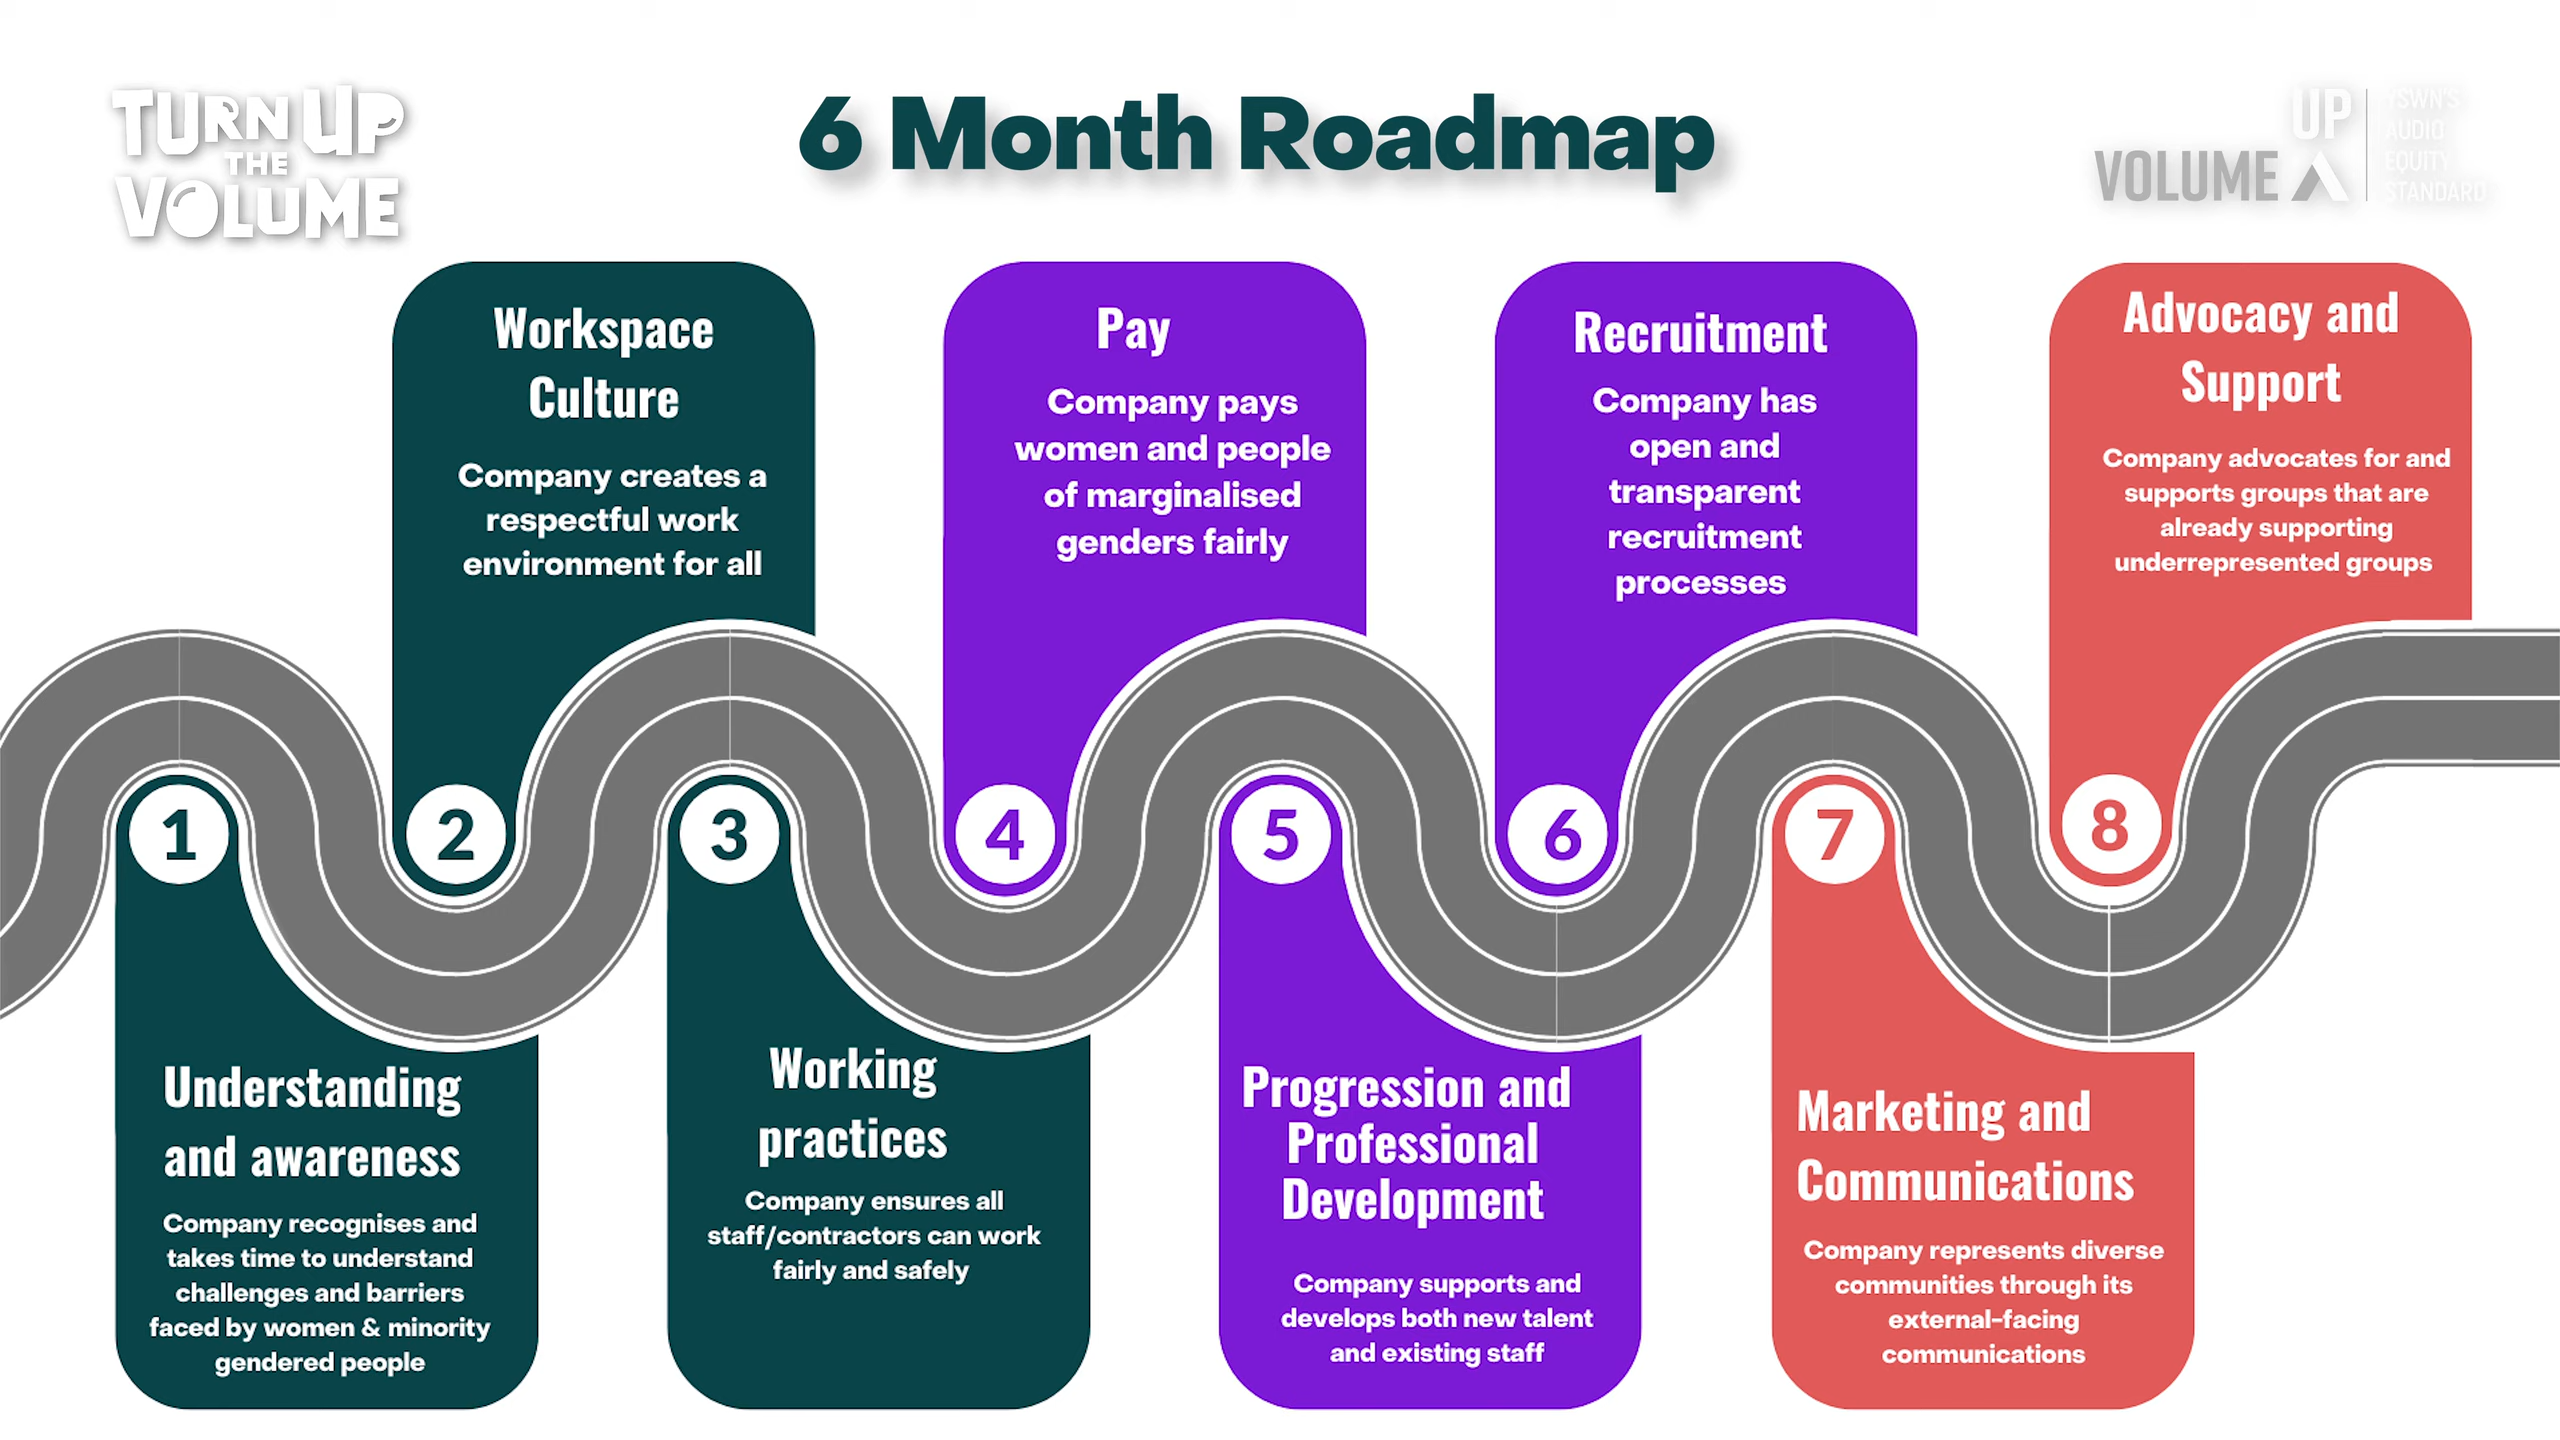 TURN UP
THE
VOLUME
6 Month Roadmap
VOLUME UP
YSWN'S
AUDIO
EQUITY
STANDARD
Workspace
Culture
Company creates a
respectful work
environment for all
Pay
Company pays
women and people
of marginalised
genders fairly
Recruitment
Company has
open and
transparent
recruitment
processes
Advocacy and
Support
Company advocates for and
supports groups that are
already supporting
underrepresented groups
1
2
3
4
5
6
7
8
Understanding
and awareness
Company recognises and
takes time to understand
challenges and barriers
faced by women & minority
gendered people
Working
practices
Company ensures all
staff/contractors can work
fairly and safely
Progression and
Professional
Development
Company supports and
develops both new talent
and existing staff
Marketing and
Communications
Company represents diverse
communities through its
external-facing
communications